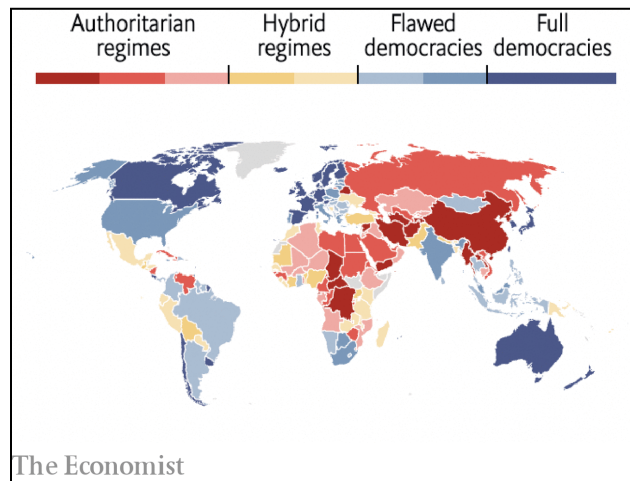 Authoritarian regimes
Hybrid regimes
Flawed democracies
Full democracies
The Economist